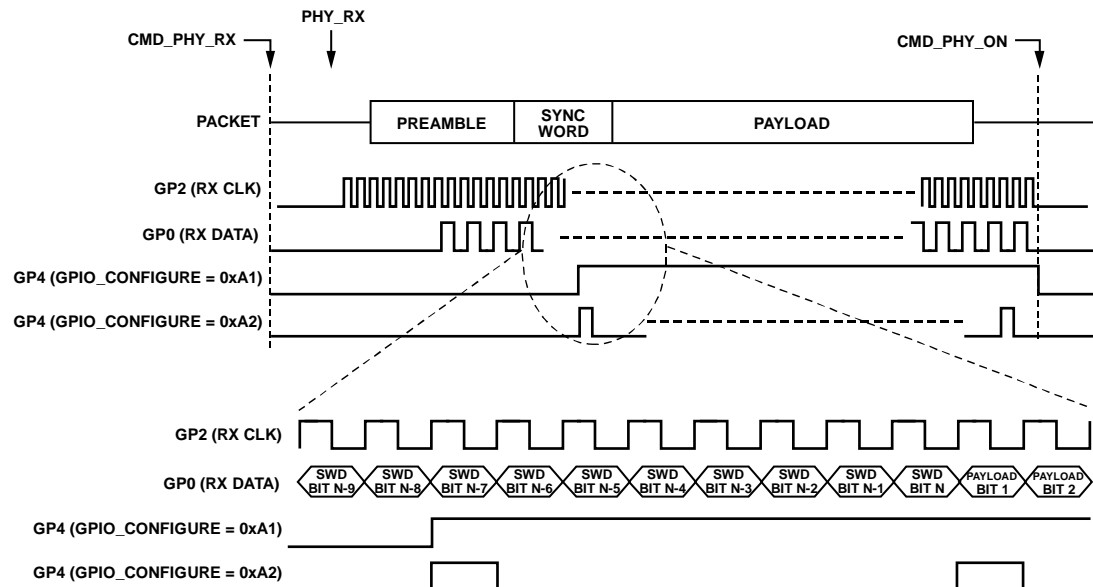 PHY_RX
CMD_PHY_RX
CMD_PHY_ON
PACKET
PREAMBLE
SYNC
WORD
PAYLOAD
GP2 (RX CLK)
GP0 (RX DATA)
GP4 (GPIO_CONFIGURE = 0xA1)
GP4 (GPIO_CONFIGURE = 0xA2)
GP2 (RX CLK)
GP0 (RX DATA)
SWD
BIT N-9
SWD
BIT N-8
SWD
BIT N-7
SWD
BIT N-6
SWD
BIT N-5
SWD
BIT N-4
SWD
BIT N-3
SWD
BIT N-2
SWD
BIT N-1
SWD
BIT N
PAYLOAD
BIT 1
PAYLOAD
BIT 2
GP4 (GPIO_CONFIGURE = 0xA1)
GP4 (GPIO_CONFIGURE = 0xA2)